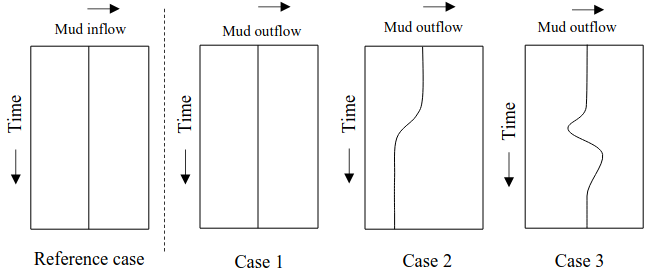 Mud inflow
Mud outflow
Mud outflow
Mud outflow
Time
Time
Time
Time
Reference case
Case 1
Case 2
Case 3